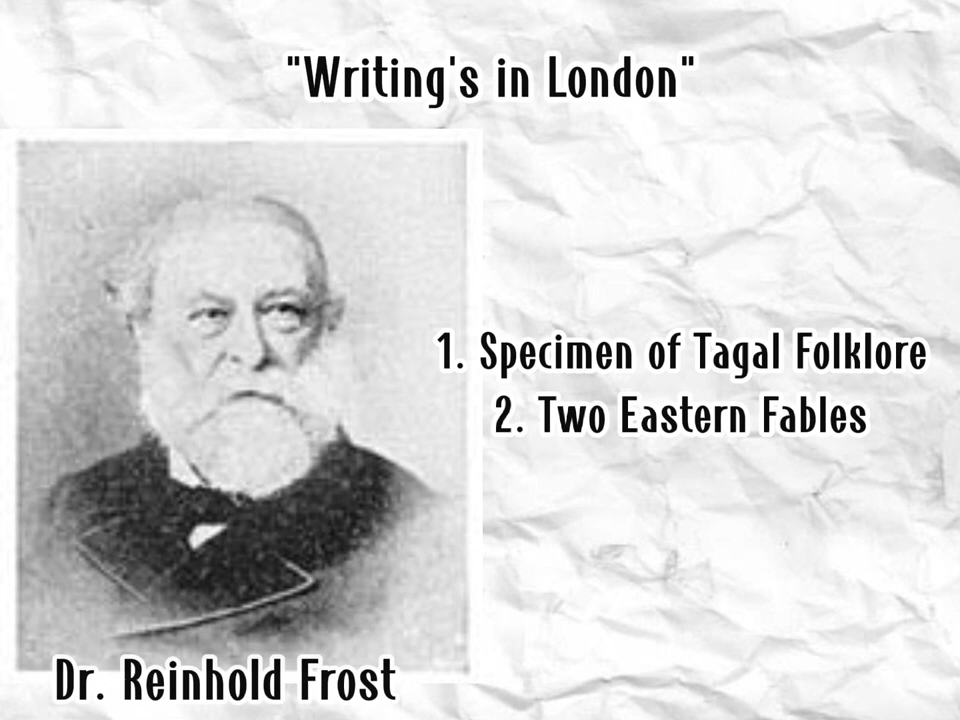 "Writing's in London"
1. Specimen of Tagal Folklore
2. Two Eastern Fables
Dr. Reinhold Frost